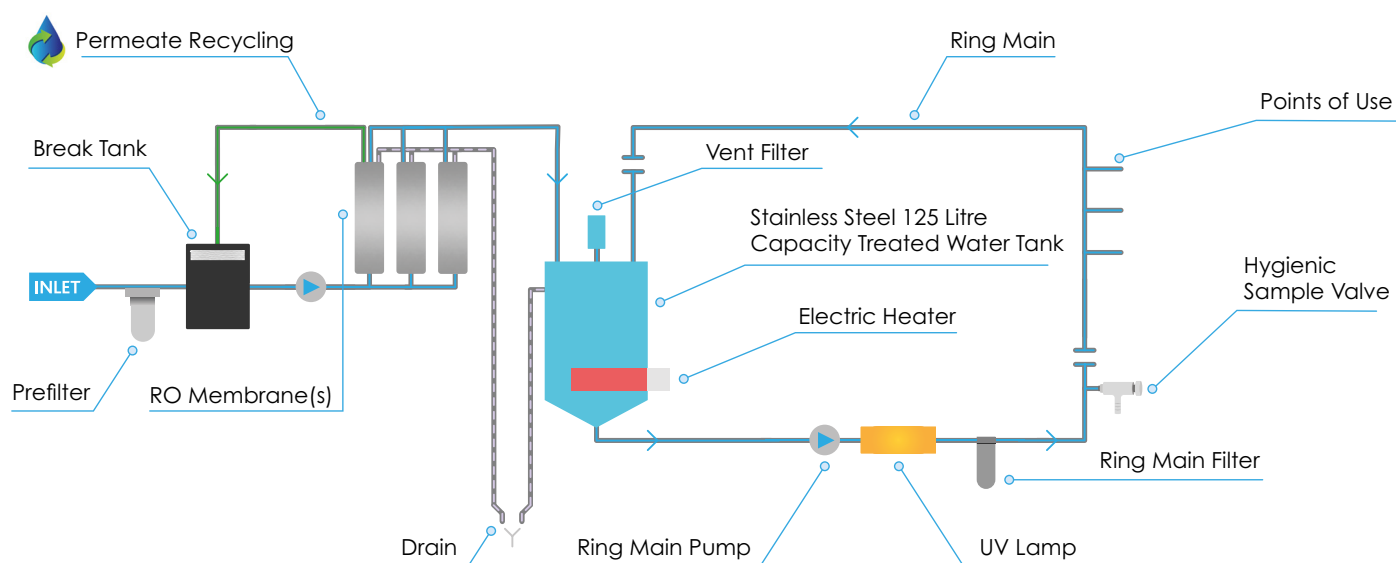 Permeate Recycling
Ring Main
Points of Use
Break Tank
Vent Filter
Stainless Steel 125 Litre
Capacity Treated Water Tank
Hygienic
Sample Valve
INLET
Electric Heater
Prefilter
RO Membrane(s)
Ring Main Filter
Drain
Ring Main Pump
UV Lamp